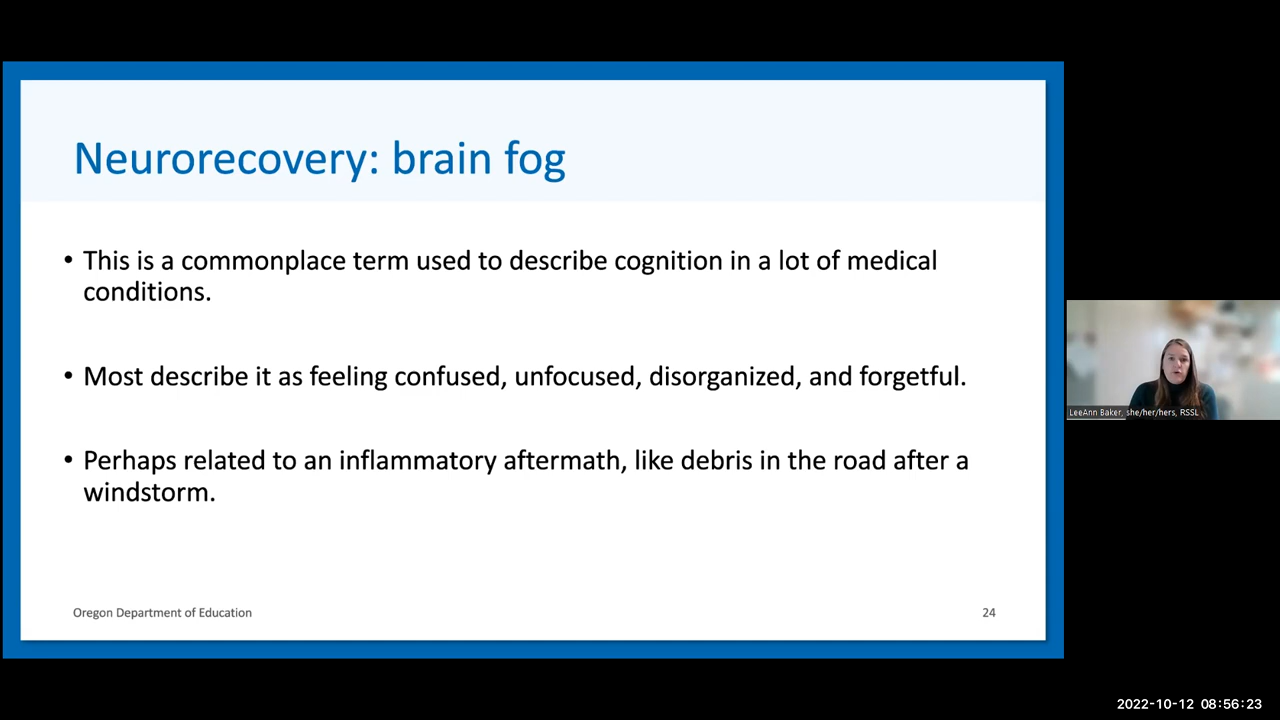 Neurorecovery: brain fog
• This is a commonplace term used to describe cognition in a lot of medical
conditions.
• Most describe it as feeling confused, unfocused, disorganized, and forgetful.
• Perhaps related to an inflammatory aftermath, like debris in the road after a
windstorm.
Oregon Department of Education
24
LeeAnn Baker, she/her/hers, RSSL
2022-10-12 08:56:23